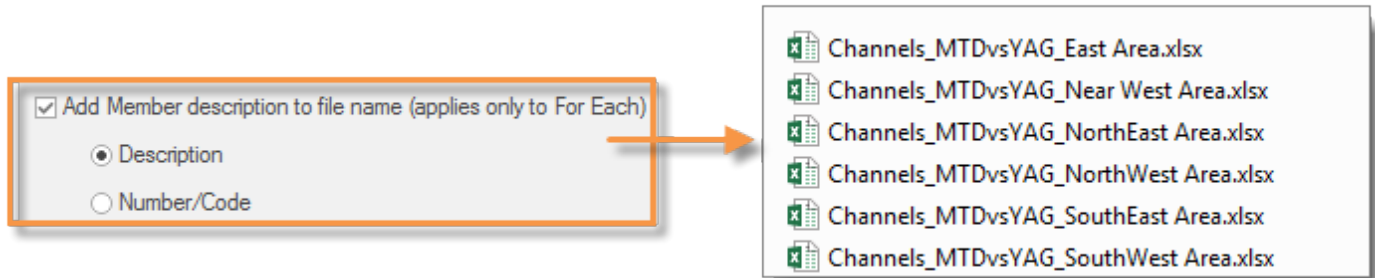 Add Member description to file name (applies only to For Each)
Description
Number/Code
Channels_MTDvsYAG_East Area.xlsx
Channels_MTDvsYAG_Near West Area.xlsx
Channels_MTDvsYAG_NorthEast Area.xlsx
Channels_MTDvsYAG_NorthWest Area.xlsx
Channels_MTDvsYAG_SouthEast Area.xlsx
Channels_MTDvsYAG_SouthWest Area.xlsx